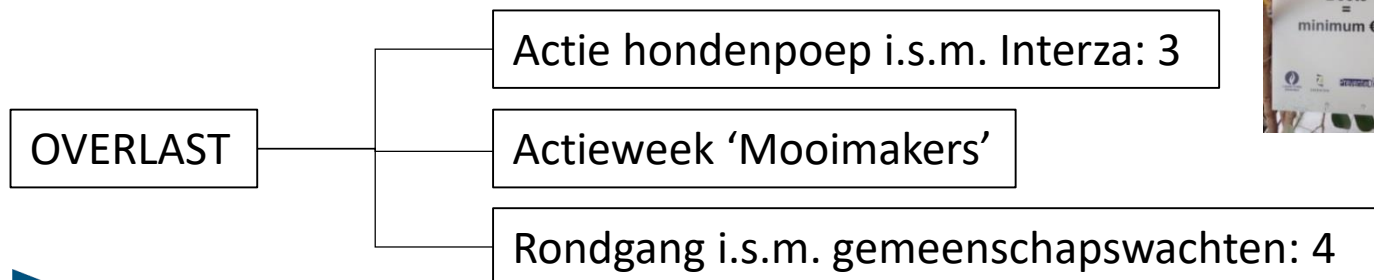 Actie hondenpoep i.s.m. Interza: 3
=
minimum €
OVERLAST
Actieweek ‘Mooimakers’
Rondgang i.s.m. gemeenschapswachten: 4